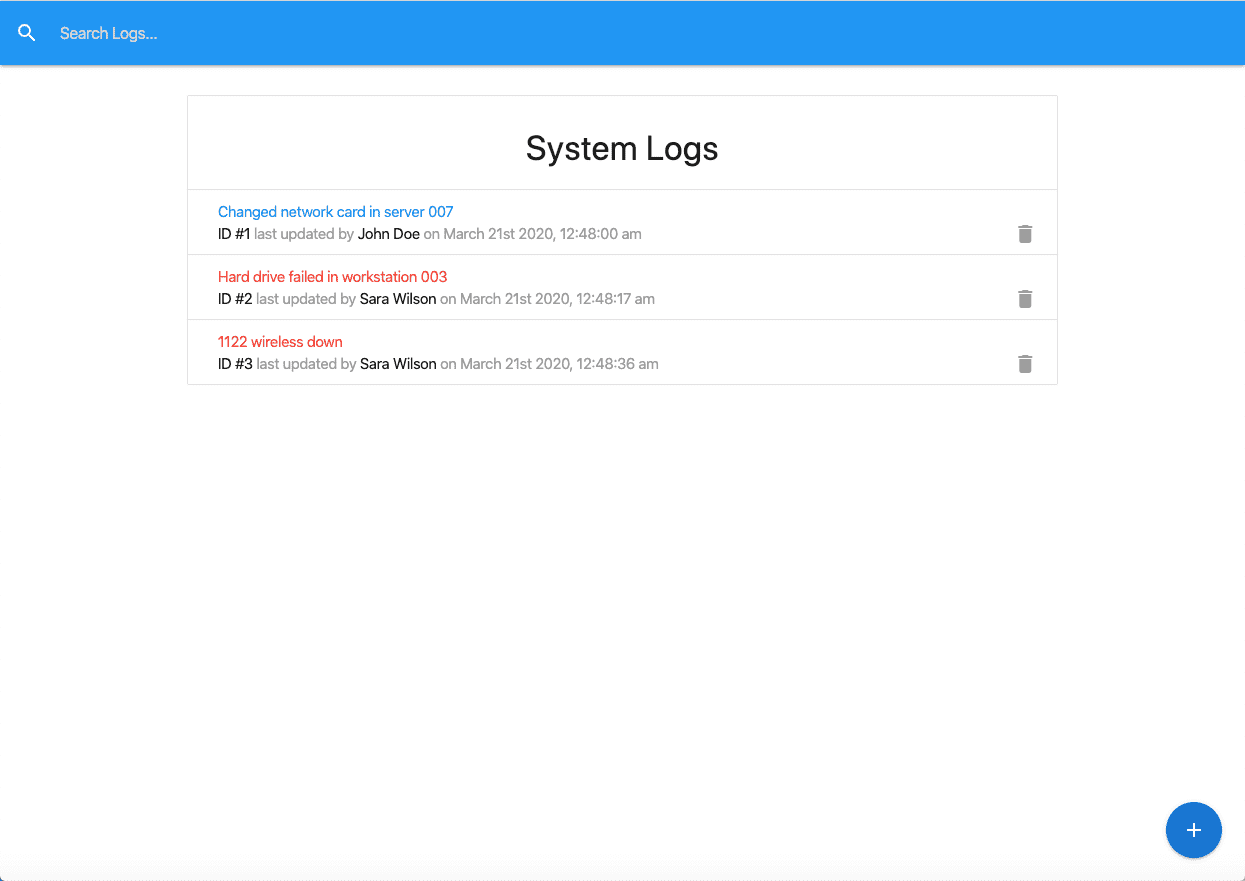 Search Logs...
System Logs
Changed network card in server 007
ID #1 last updated by John Doe on March 21st 2020, 12:48:00 am
Hard drive failed in workstation 003
ID #2 last updated by Sara Wilson on March 21st 2020, 12:48:17 am
1122 wireless down
ID #3 last updated by Sara Wilson on March 21st 2020, 12:48:36 am